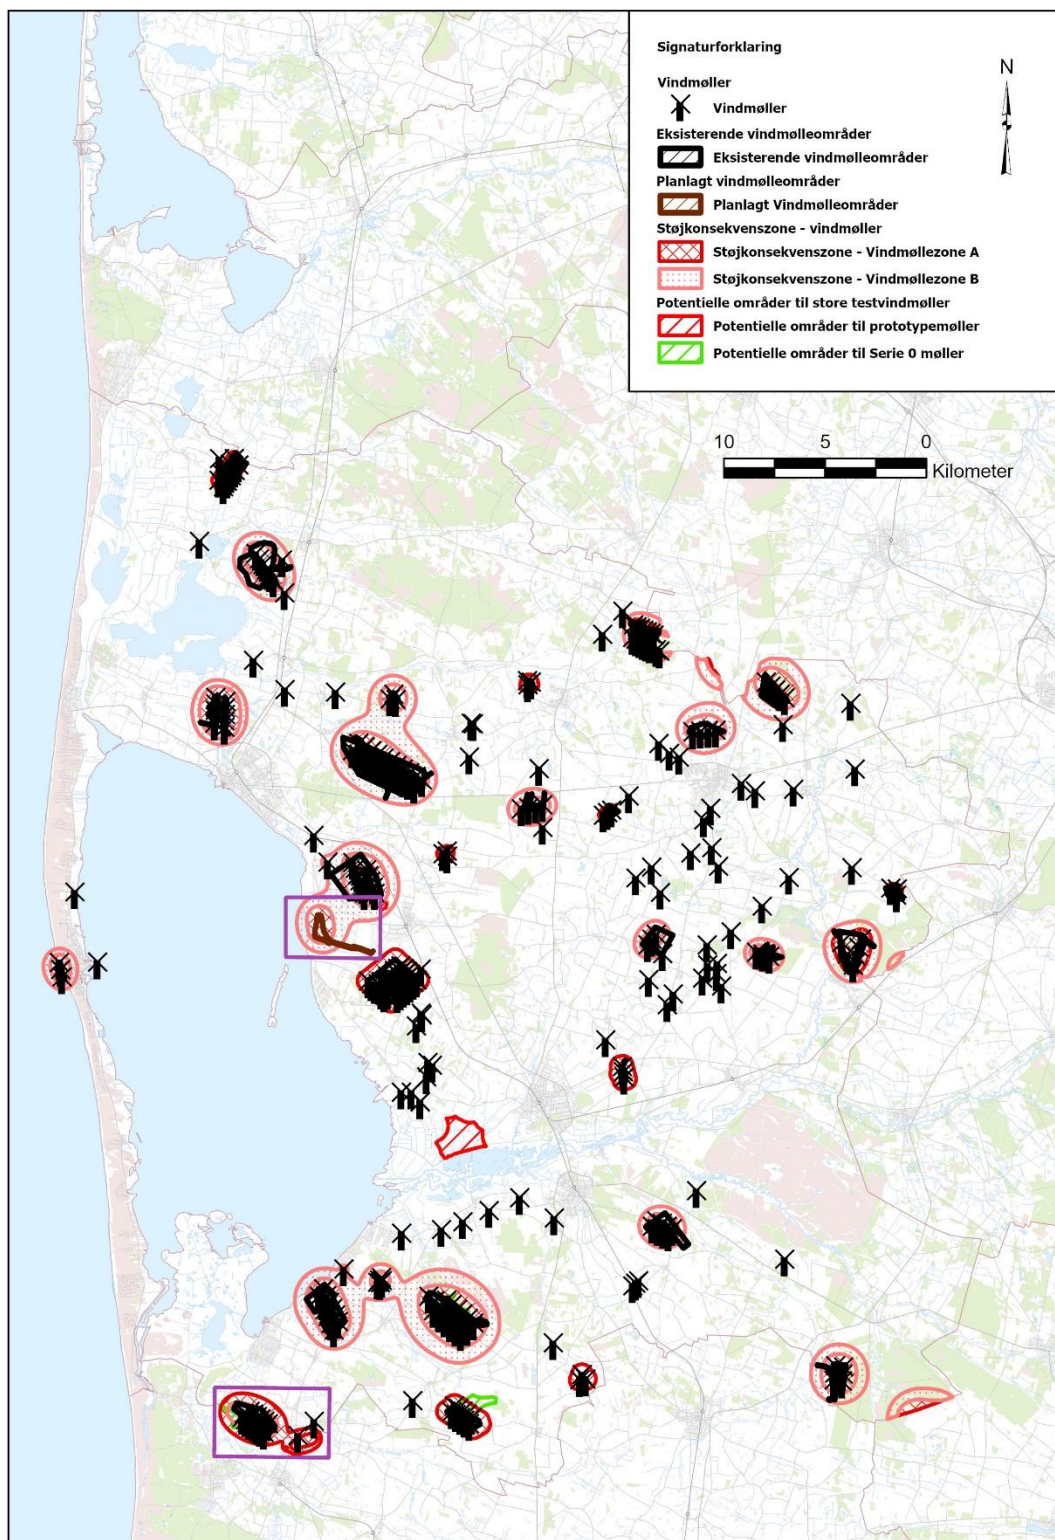 Signaturforklaring
N
Vindmøller
Vindmøller
Eksisterende vindmølleområder
Eksisterende vindmølleområder
Planlagt vindmølleområder
Planlagt Vindmølleområder
Støjkonsekvenszone - vindmøller
Støjkonsekvenszone - Vindmøllezone A
Støjkonsekvenszone - Vindmøllezone B
Potentielle områder til store testvindmøller
Potentielle områder til prototypemøller
Potentielle områder til Serie 0 møller
10 5 0
Kilometer